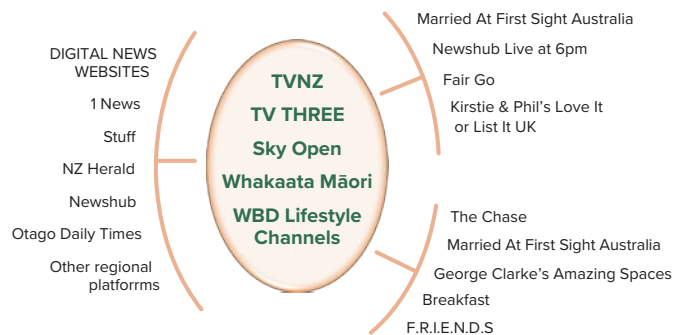 DIGITAL NEWS
WEBSITES
1 News
Stuff
NZ Herald
Newshub
Otago Daily Times
Other regional
platforrms
TVNZ
TV THREE
Sky Open
Whakaata Māori
WBD Lifestyle
Channels
Married At First Sight Australia
Newshub Live at 6pm
Fair Go
Kirstie & Phil's Love It
or List It UK
The Chase
Married At First Sight Australia
George Clarke's Amazing Spaces
Breakfast
F.R.I.E.N.D.S